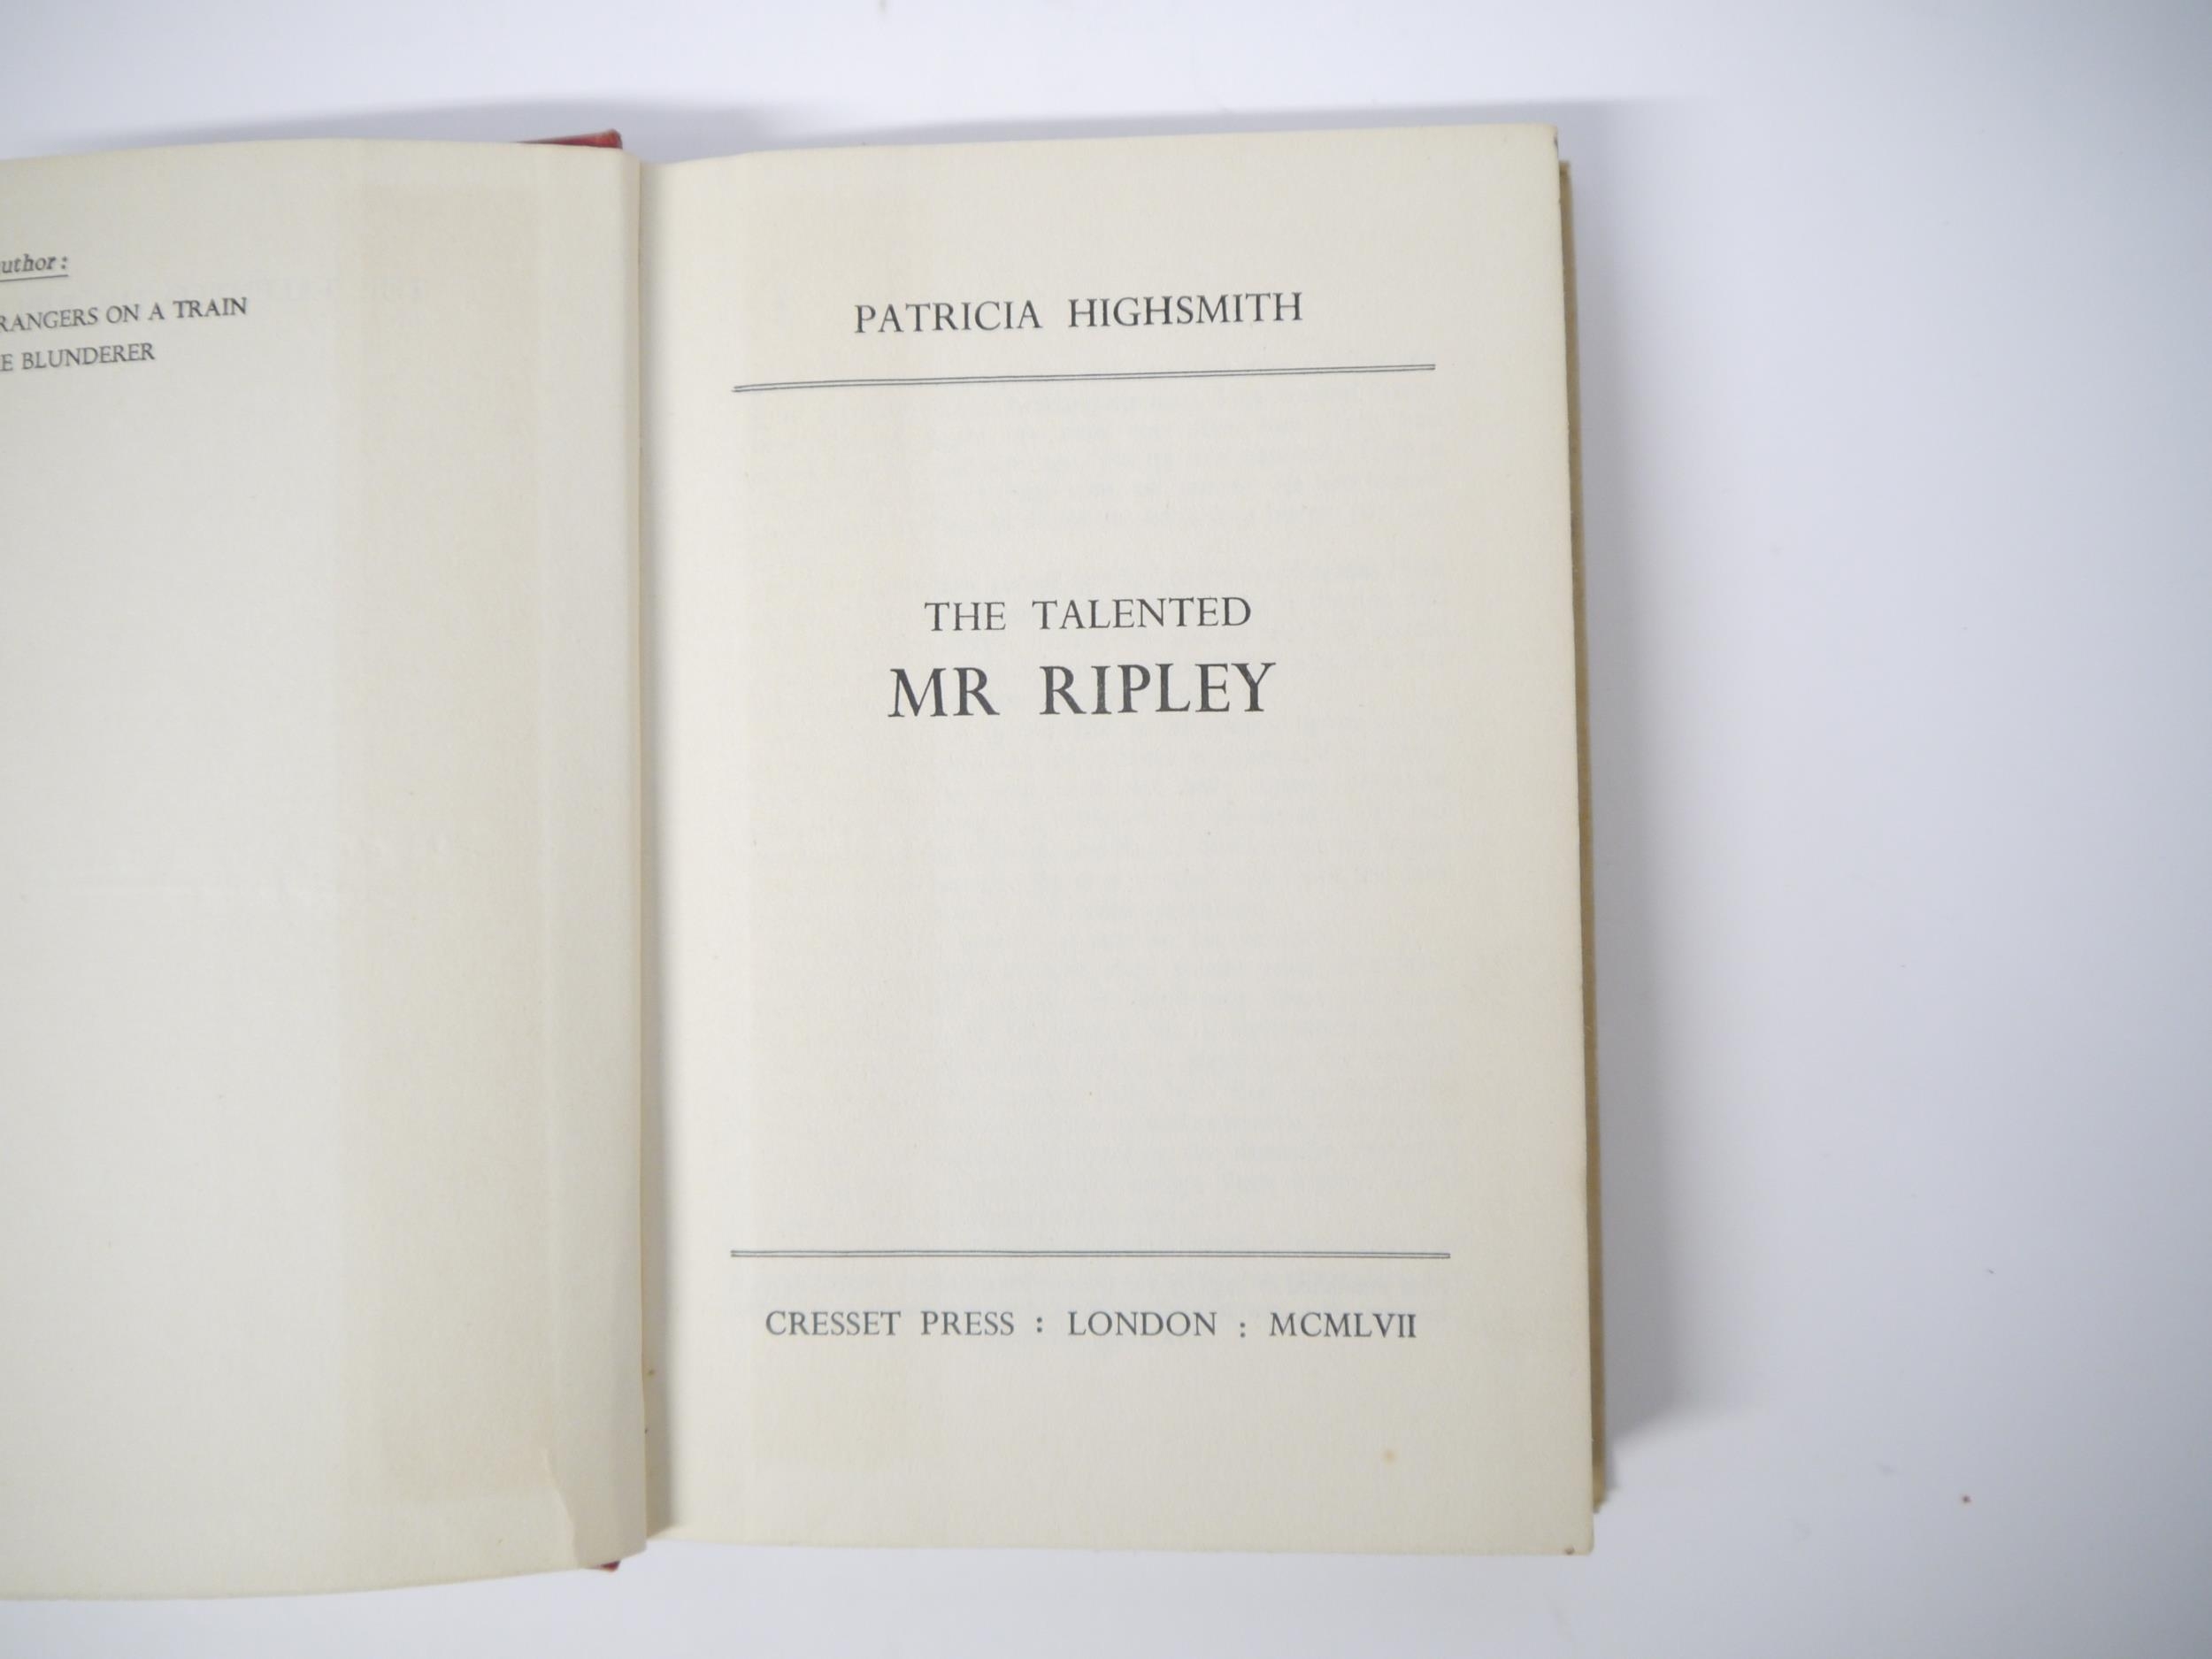 uthor:
RANGERS ON A TRAIN
E BLUNDERER
PATRICIA HIGHSMITH
THE TALENTED
MR RIPLEY
CRESSET PRESS : LONDON : MCMLVII